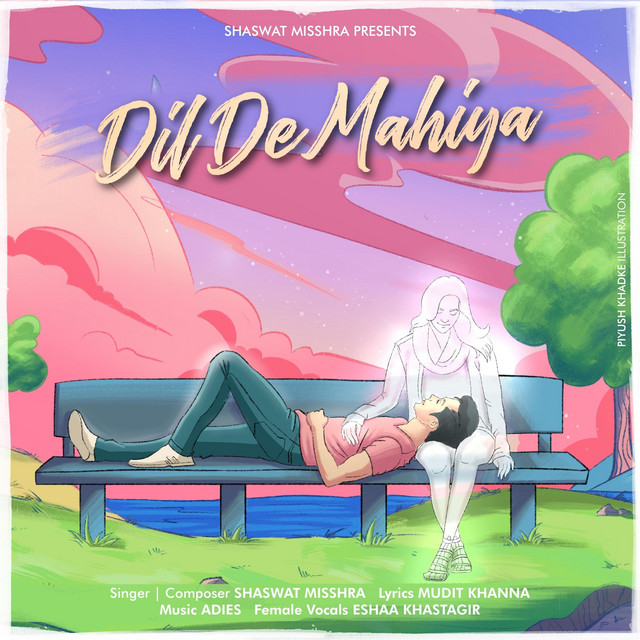 SHASWAT MISSHRA PRESENTS
Dil De Mahiya
PIYUSH KHADKE ILLUSTRATION
Singer | Composer SHASWAT MISSHRA Lyrics MUDIT KHANNA
Music ADIES Female Vocals ESHAA KHASTAGIR